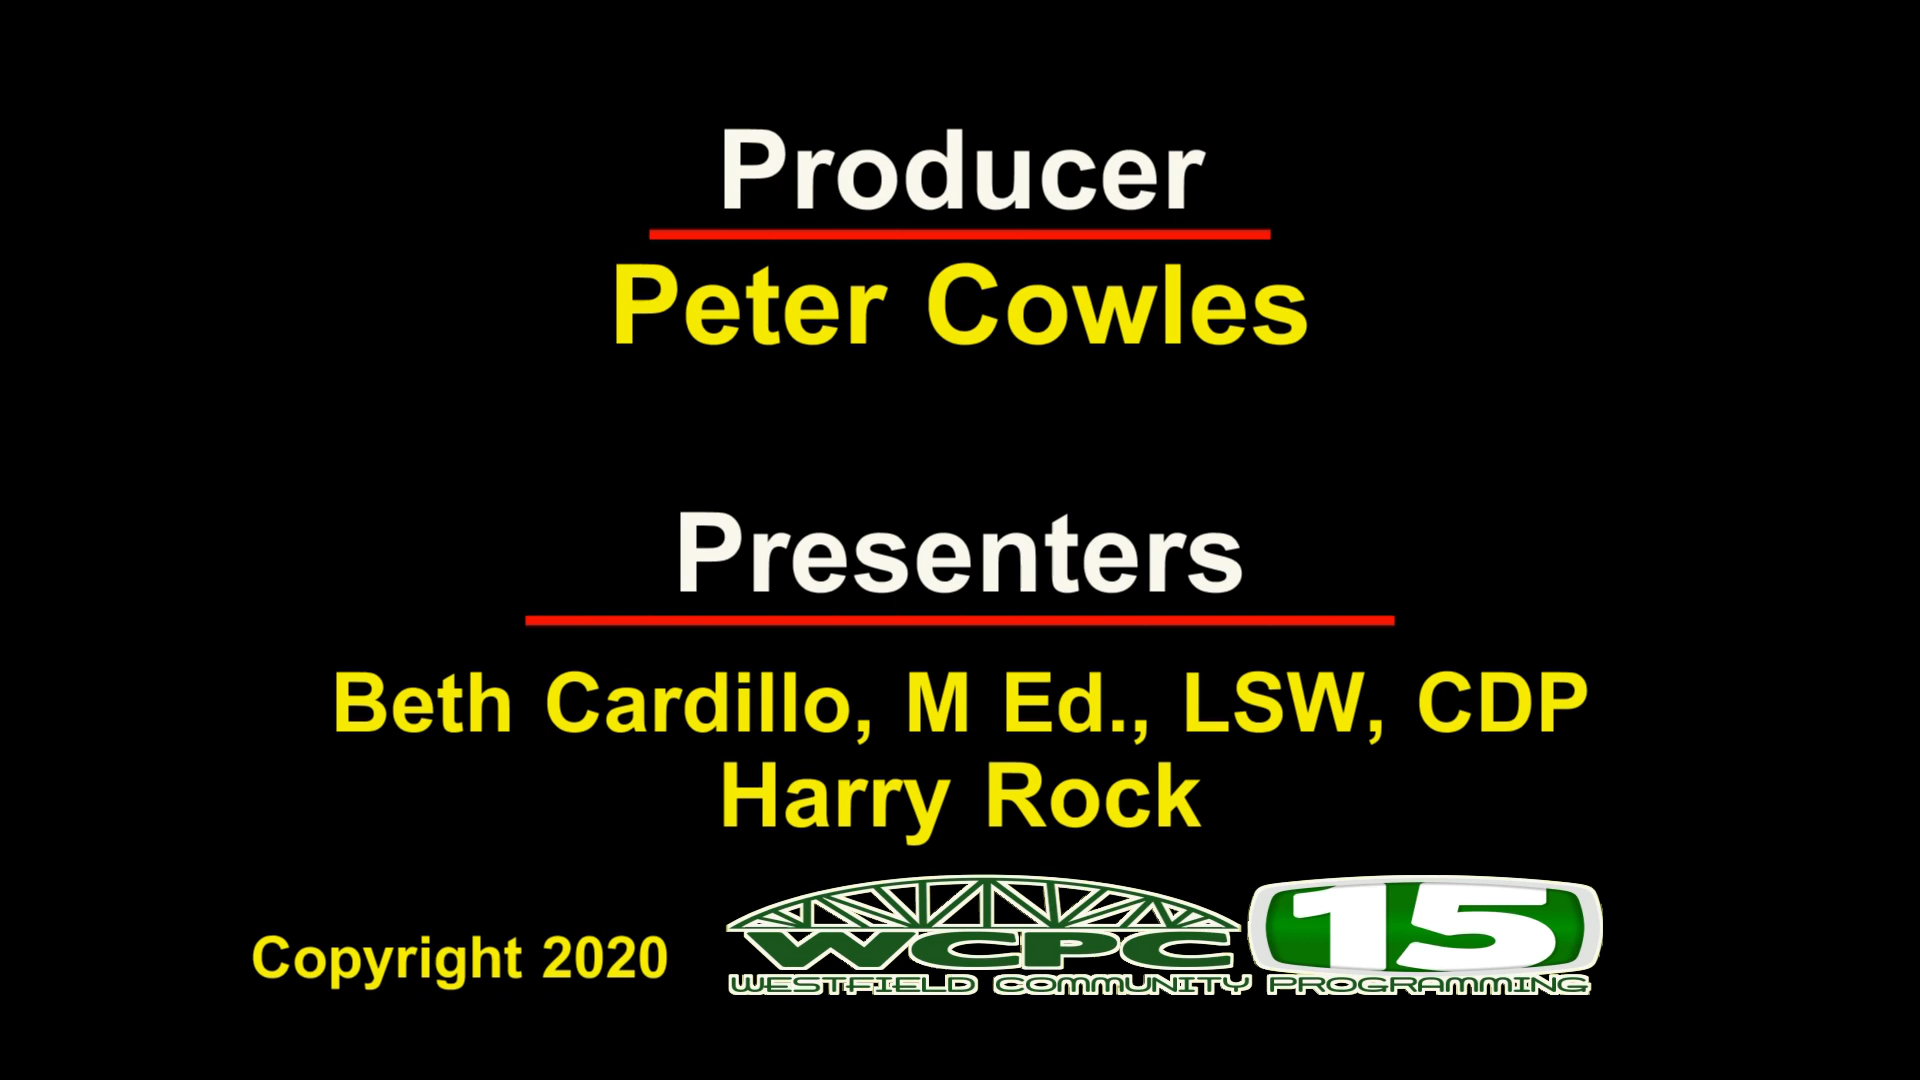 Producer
Peter Cowles
Presenters
Beth Cardillo, M Ed., LSW, CDP
Harry Rock
Copyright 2020
WCPC 15
WESTFIELD COMMUNITY PROGRAMMING